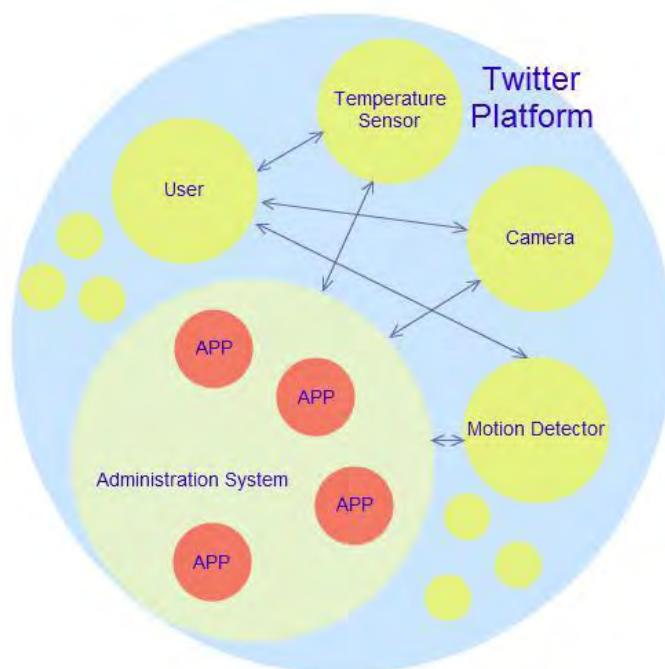 Twitter
Platform
Temperature
Sensor
User
Camera
APP
APP
Motion Detector
Administration System
APP
APP